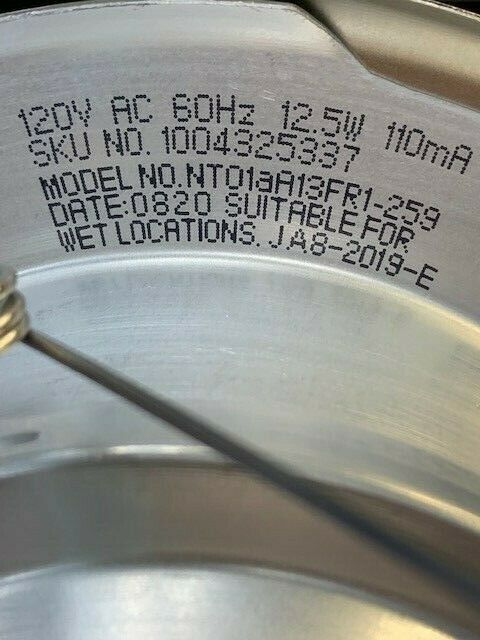 120V AC 60Hz 12.5W 110mA
SKU NO. 1004325337
MODEL NO.NT01aA13FR1-259
DATE:0820 SUITABLE FOR
WET LOCATIONS. JA8-2019-E